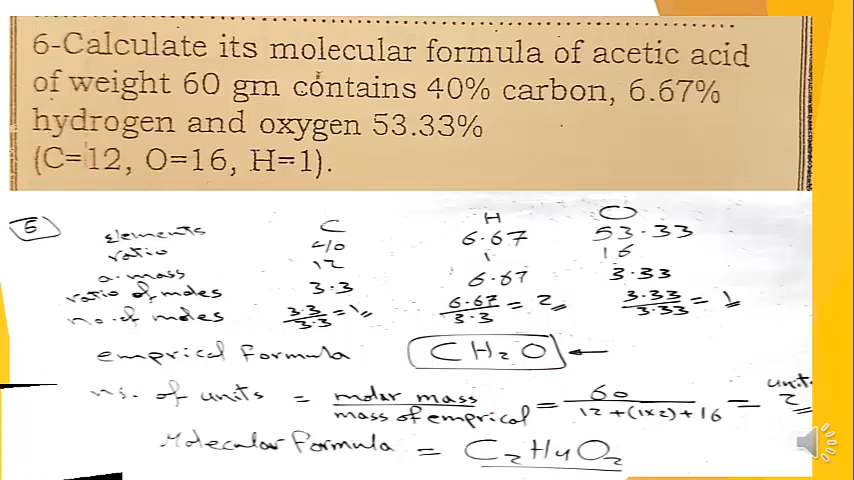 6-Calculate its molecular formula of acetic acid
of weight 60 gm contains 40% carbon, 6.67%
hydrogen and oxygen 53.33%
(C=12, O=16, H=1).
5 elements C H O
ratio 40 6.67 53.33
a.mass 12 1 16
ratio of moles 3.3 6.67 3.33
no. of moles 3.3/3.3 = 1 6.67/3.3 = 2 3.33/3.33 = 1
emprical formula CH2O ←
ns. of units = molar mass/mass of emprical = 60/12+(1x2)+16 = 2 unit
Molecular formula = C2H4O2